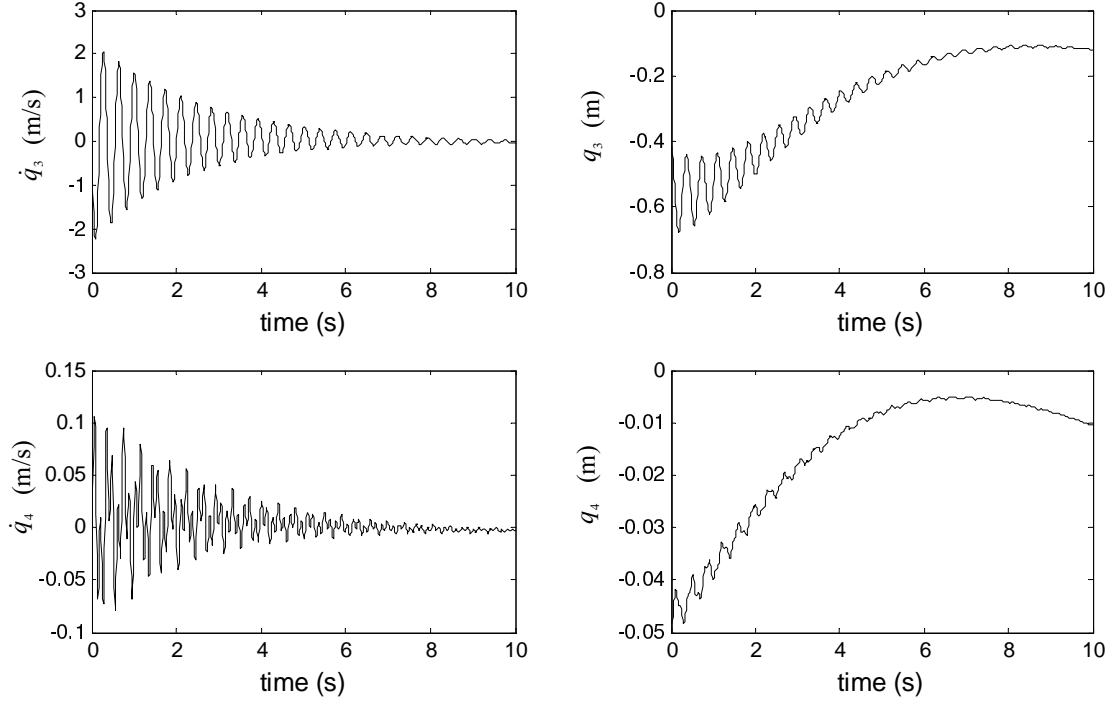 3
2
1
0
-1
-2
-3
q̇₃ (m/s)
0 2 4 6 8 10
time (s)
0
-0.2
-0.4
-0.6
-0.8
q₃ (m)
0 2 4 6 8 10
time (s)
0.15
0.1
0.05
0
-0.05
-0.1
q̇₄ (m/s)
0 2 4 6 8 10
time (s)
0
-0.01
-0.02
-0.03
-0.04
-0.05
q₄ (m)
0 2 4 6 8 10
time (s)